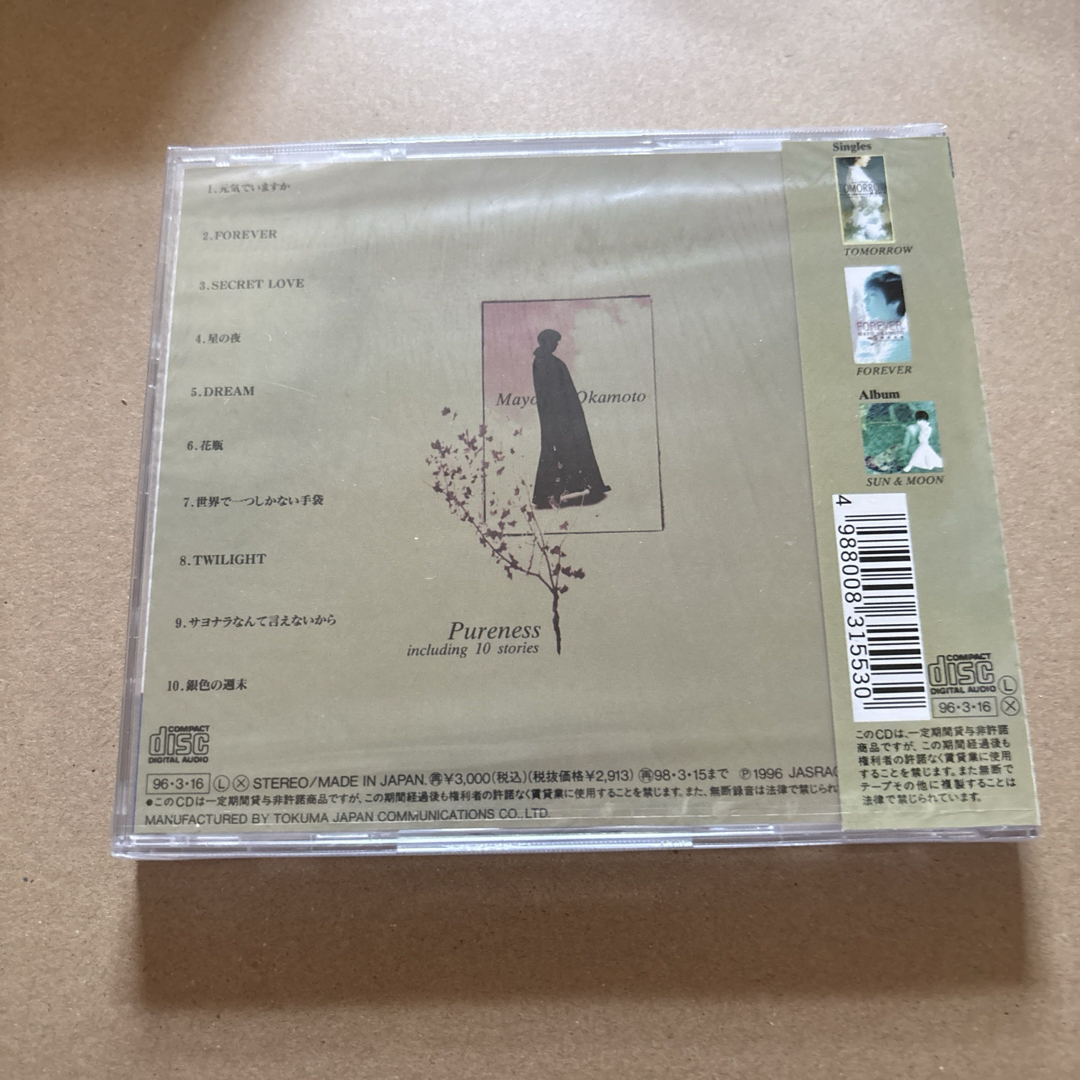 1.元気でいますか
2.FOREVER
3.SECRET LOVE
4.星の夜
5.DREAM
6.花瓶
7.世界で一つしかない手袋
8.TWILIGHT
9.サヨナラなんて言えないから
10.銀色の週末
Mayo Okamoto
Pureness
including 10 stories
COMPACT
disc
DIGITAL AUDIO
96・3・16 Ⓛ Ⓧ STEREO/MADE IN JAPAN. 再¥3,000(税込)(税抜価格¥2,913) 再98・3・15まで Ⓟ1996 JASRAC
●このCDは一定期間貸与非許諾商品ですが、この期間経過後も権利者の許諾なく賃貸業に使用することを禁じます。また、無断録音は法律で禁じられ
MANUFACTURED BY TOKUMA JAPAN COMMUNICATIONS CO., LTD.
Singles
TOMORROW
TOMORROW
FOREVER
FOREVER
Album
SUN & MOON
4 988008 315530
COMPACT
disc
DIGITAL AUDIO
Ⓛ
96・3・16 Ⓧ
このCDは、一定期間貸与非許諾
商品ですが、この期間経過後も
権利者の許諾なく賃貸業に使用
することを禁じます。また無断で
テープその他に複製することは
法律で禁じられています。